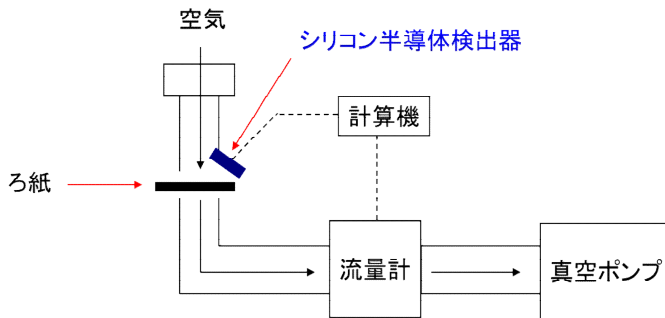 空気
シリコン半導体検出器
計算機
ろ紙
流量計
真空ポンプ